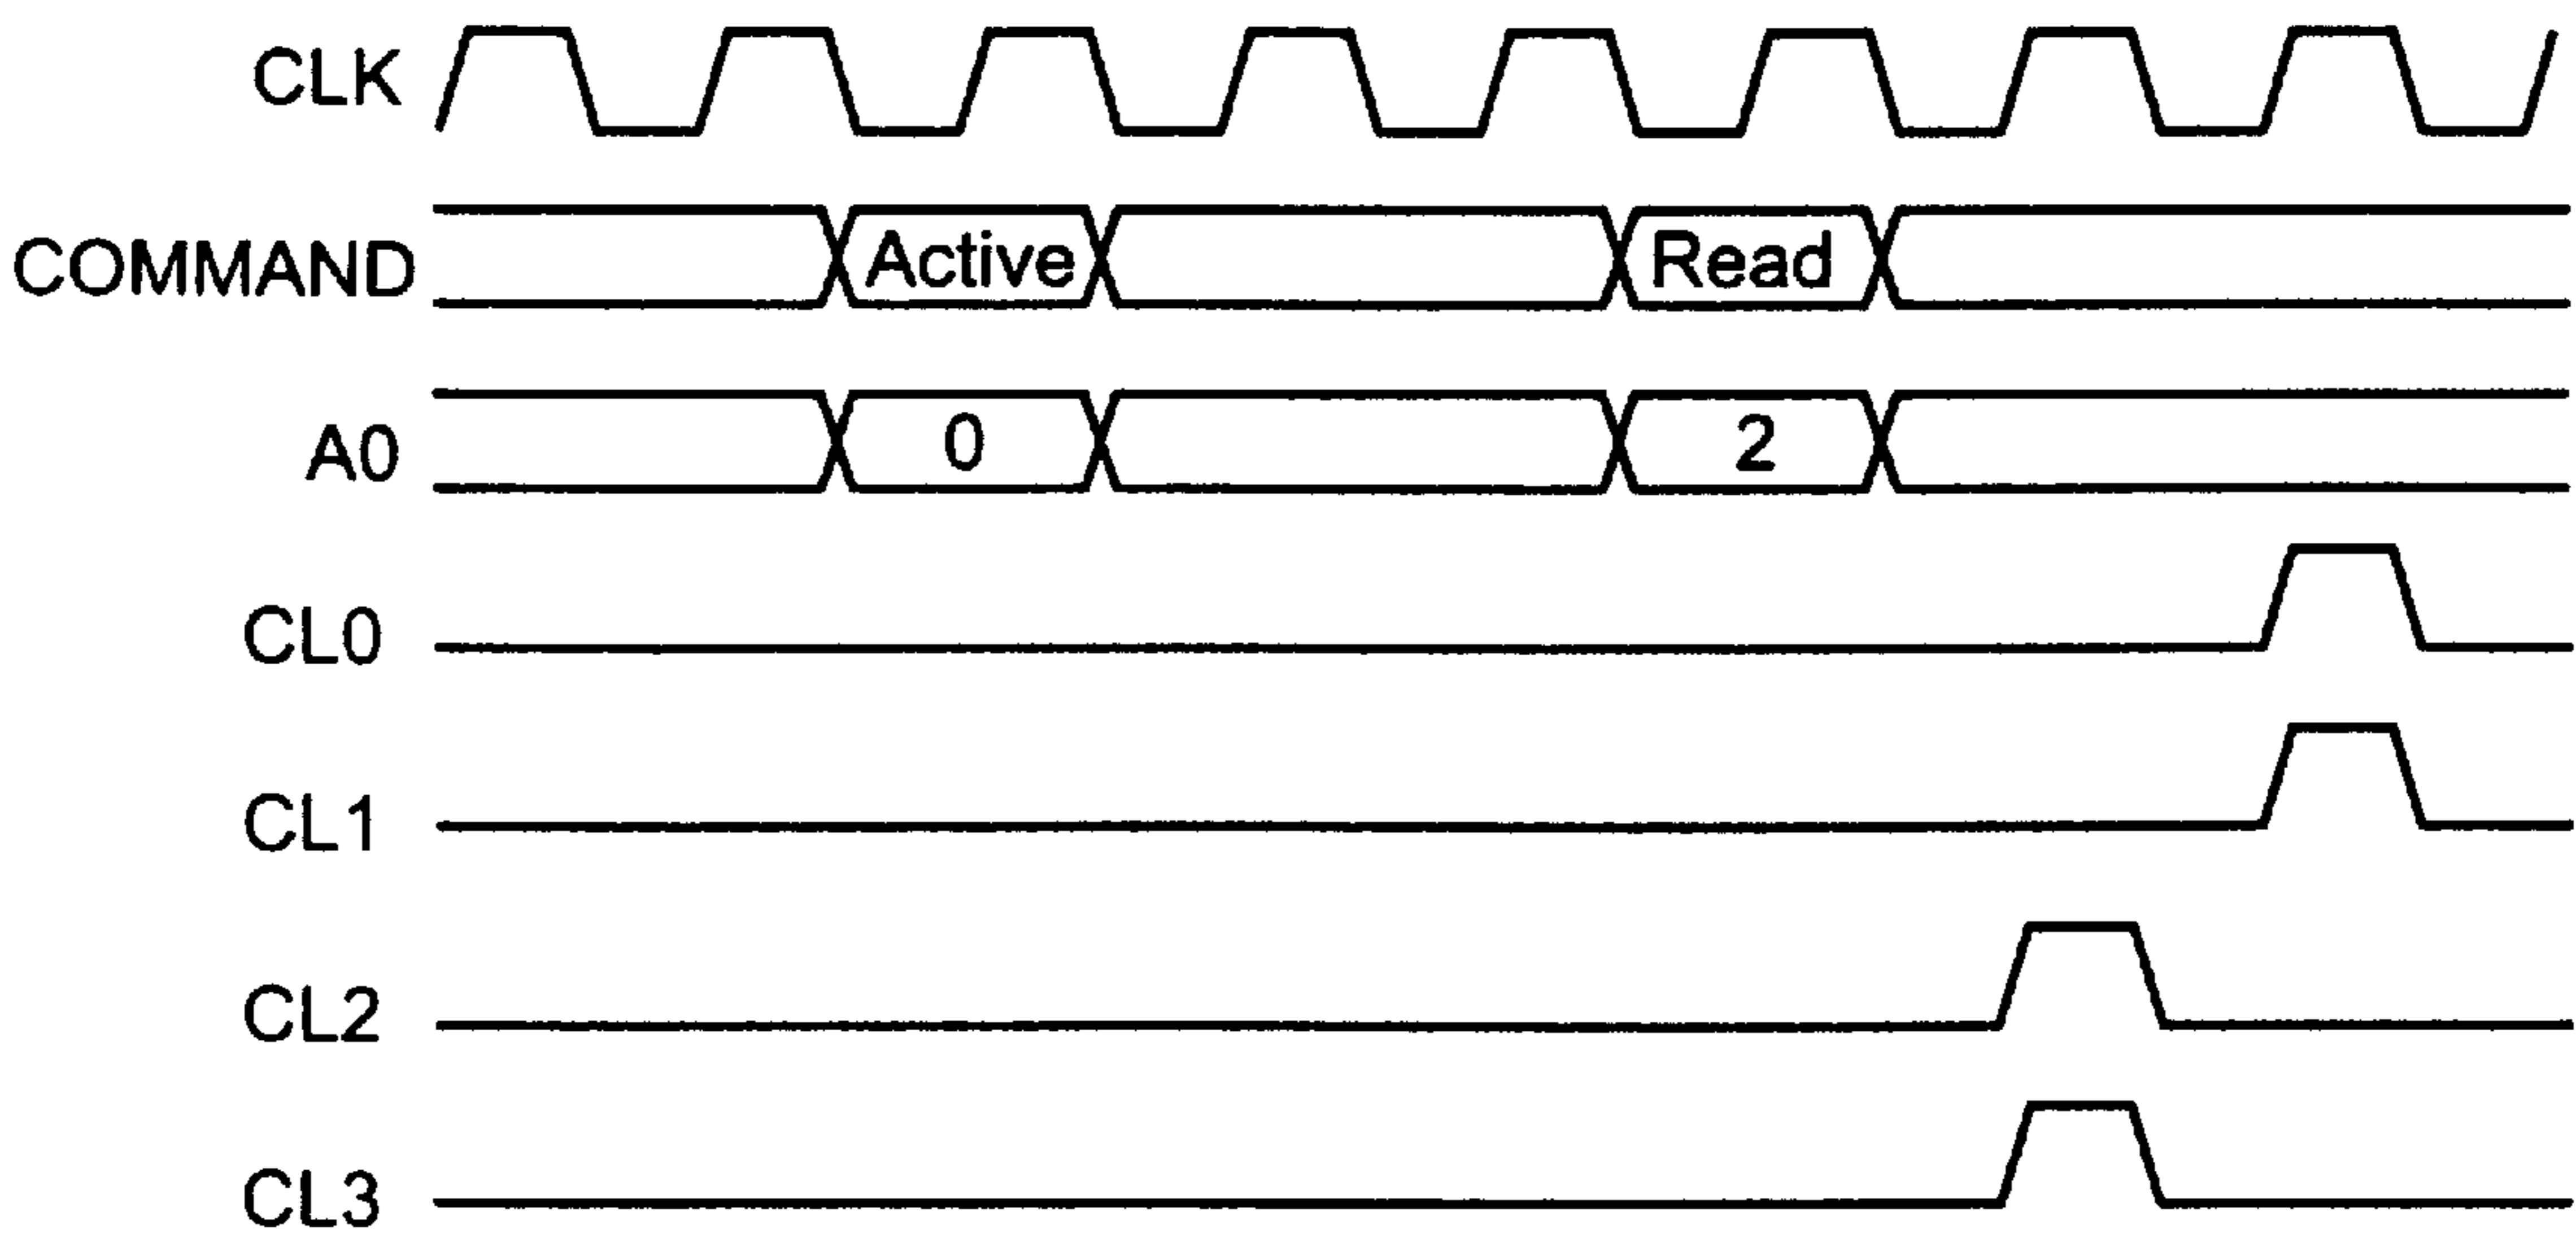 CLK
COMMAND Active Read
A0 0 2
CL0
CL1
CL2
CL3